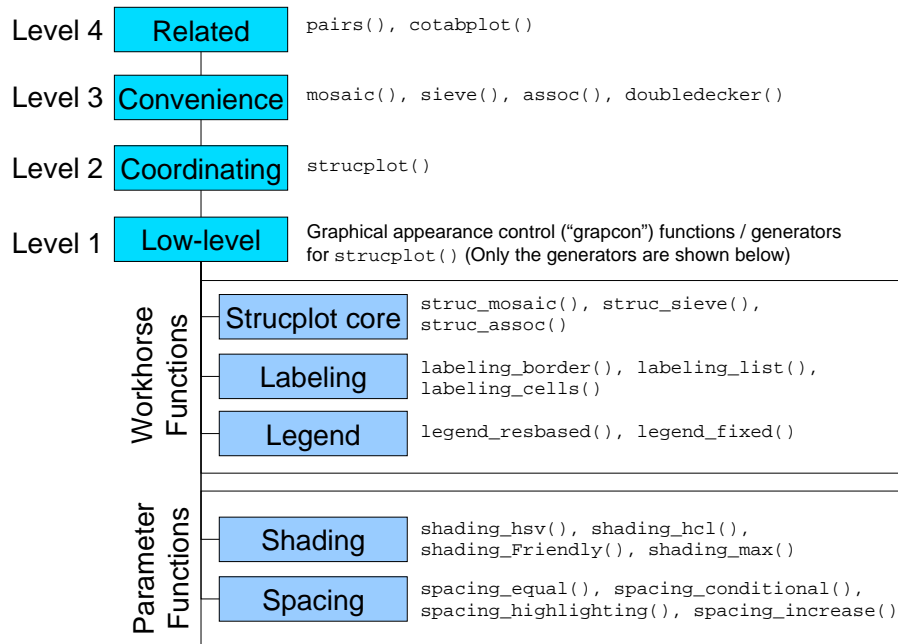 Level 4 Related pairs(), cotabplot()
Level 3 Convenience mosaic(), sieve(), assoc(), doubledecker()
Level 2 Coordinating strucplot()
Level 1 Low-level Graphical appearance control (“grapcon”) functions / generators
for strucplot() (Only the generators are shown below)
Workhorse
Functions
Strucplot core struc_mosaic(), struc_sieve(),
struc_assoc()
Labeling labeling_border(), labeling_list(),
labeling_cells()
Legend legend_resbased(), legend_fixed()
Parameter
Functions
Shading shading_hsv(), shading_hcl(),
shading_Friendly(), shading_max()
Spacing spacing_equal(), spacing_conditional(),
spacing_highlighting(), spacing_increase()